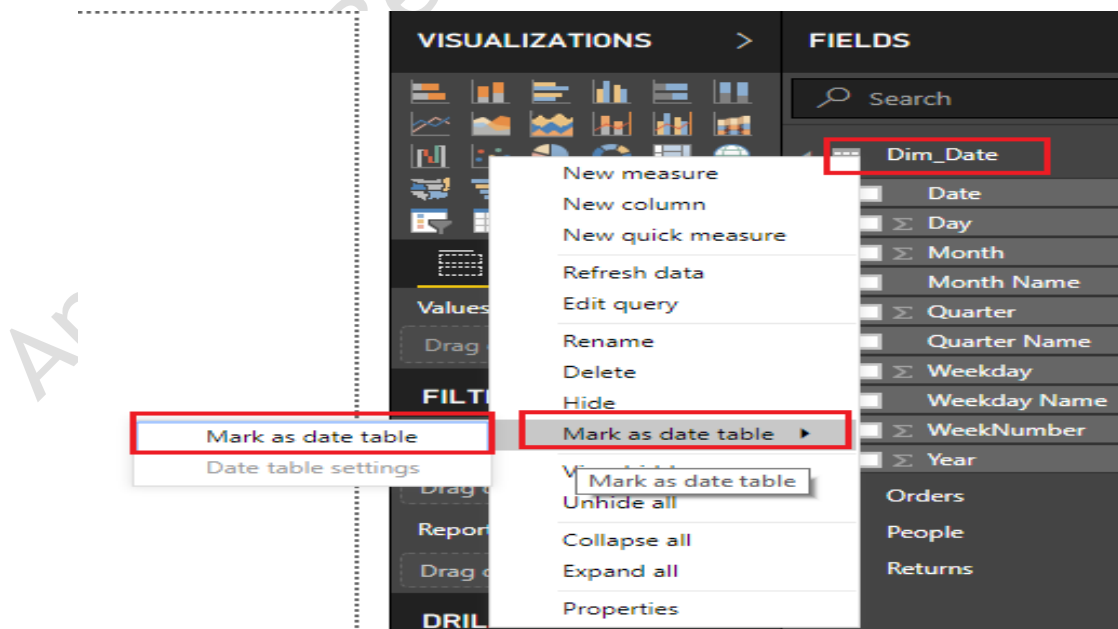 VISUALIZATIONS >
FIELDS
Search
Dim_Date
Date
Σ Day
Σ Month
Month Name
Σ Quarter
Quarter Name
Σ Weekday
Weekday Name
Σ WeekNumber
Σ Year
Orders
People
Returns
New measure
New column
New quick measure
Refresh data
Edit query
Rename
Delete
Hide
Mark as date table
Mark as date table
Unhide all
Collapse all
Expand all
Properties
Mark as date table
Date table settings
Values
Drag
FILT
Drag
Repor
Drag
DRIL